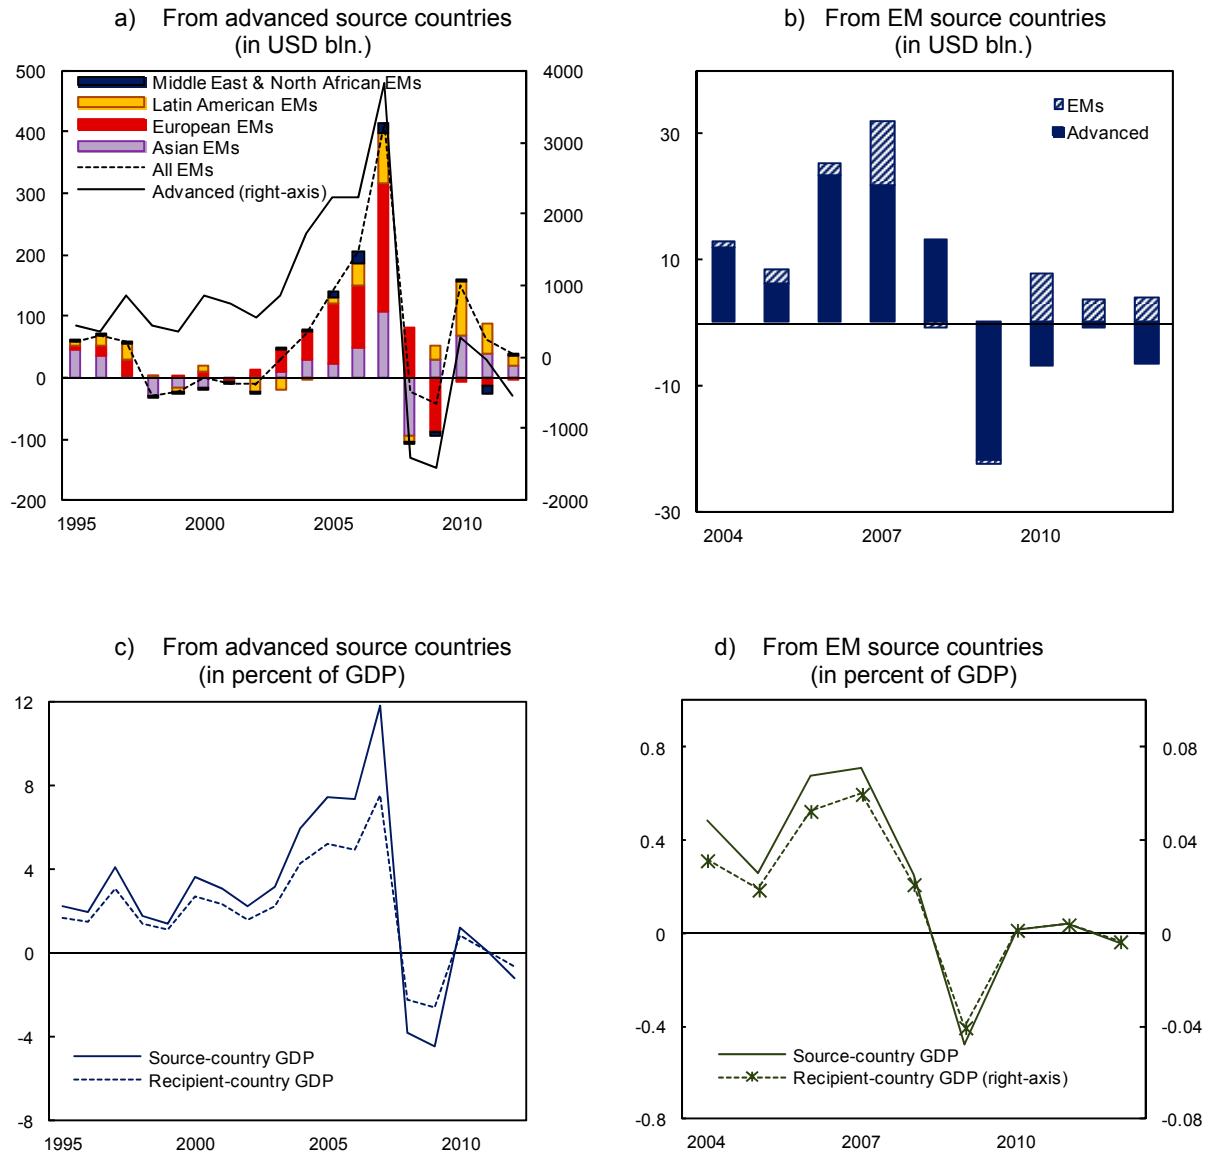 a) From advanced source countries
(in USD bln.)
500
400
300
200
100
0
-100
-200
4000
3000
2000
1000
0
-1000
-2000
Middle East & North African EMs
Latin American EMs
European EMs
Asian EMs
All EMs
Advanced (right-axis)
1995 2000 2005 2010
b) From EM source countries
(in USD bln.)
30
10
-10
-30
EMs
Advanced
2004 2007 2010
c) From advanced source countries
(in percent of GDP)
12
8
4
0
-4
-8
Source-country GDP
Recipient-country GDP
1995 2000 2005 2010
d) From EM source countries
(in percent of GDP)
0.8
0.4
0
-0.4
-0.8
0.08
0.04
0
-0.04
-0.08
Source-country GDP
Recipient-country GDP (right-axis)
2004 2007 2010